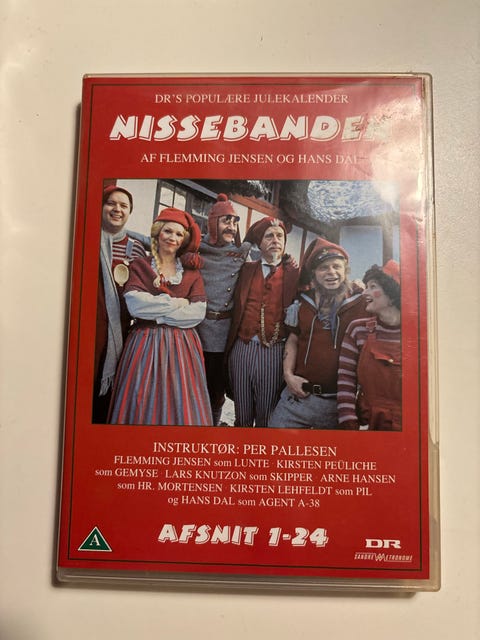 DR'S POPULÆRE JULEKALENDER
NISSEBANDEN
AF FLEMMING JENSEN OG HANS DAL
INSTRUKTØR: PER PALLESEN
FLEMMING JENSEN som LUNTE · KIRSTEN PEÜLICHE
som GEMYSE · LARS KNUTZON som SKIPPER · ARNE HANSEN
som HR. MORTENSEN · KIRSTEN LEHFELDT som PIL
og HANS DAL som AGENT A-38
AFSNIT 1-24
A
DR
SANDREW METRONOME